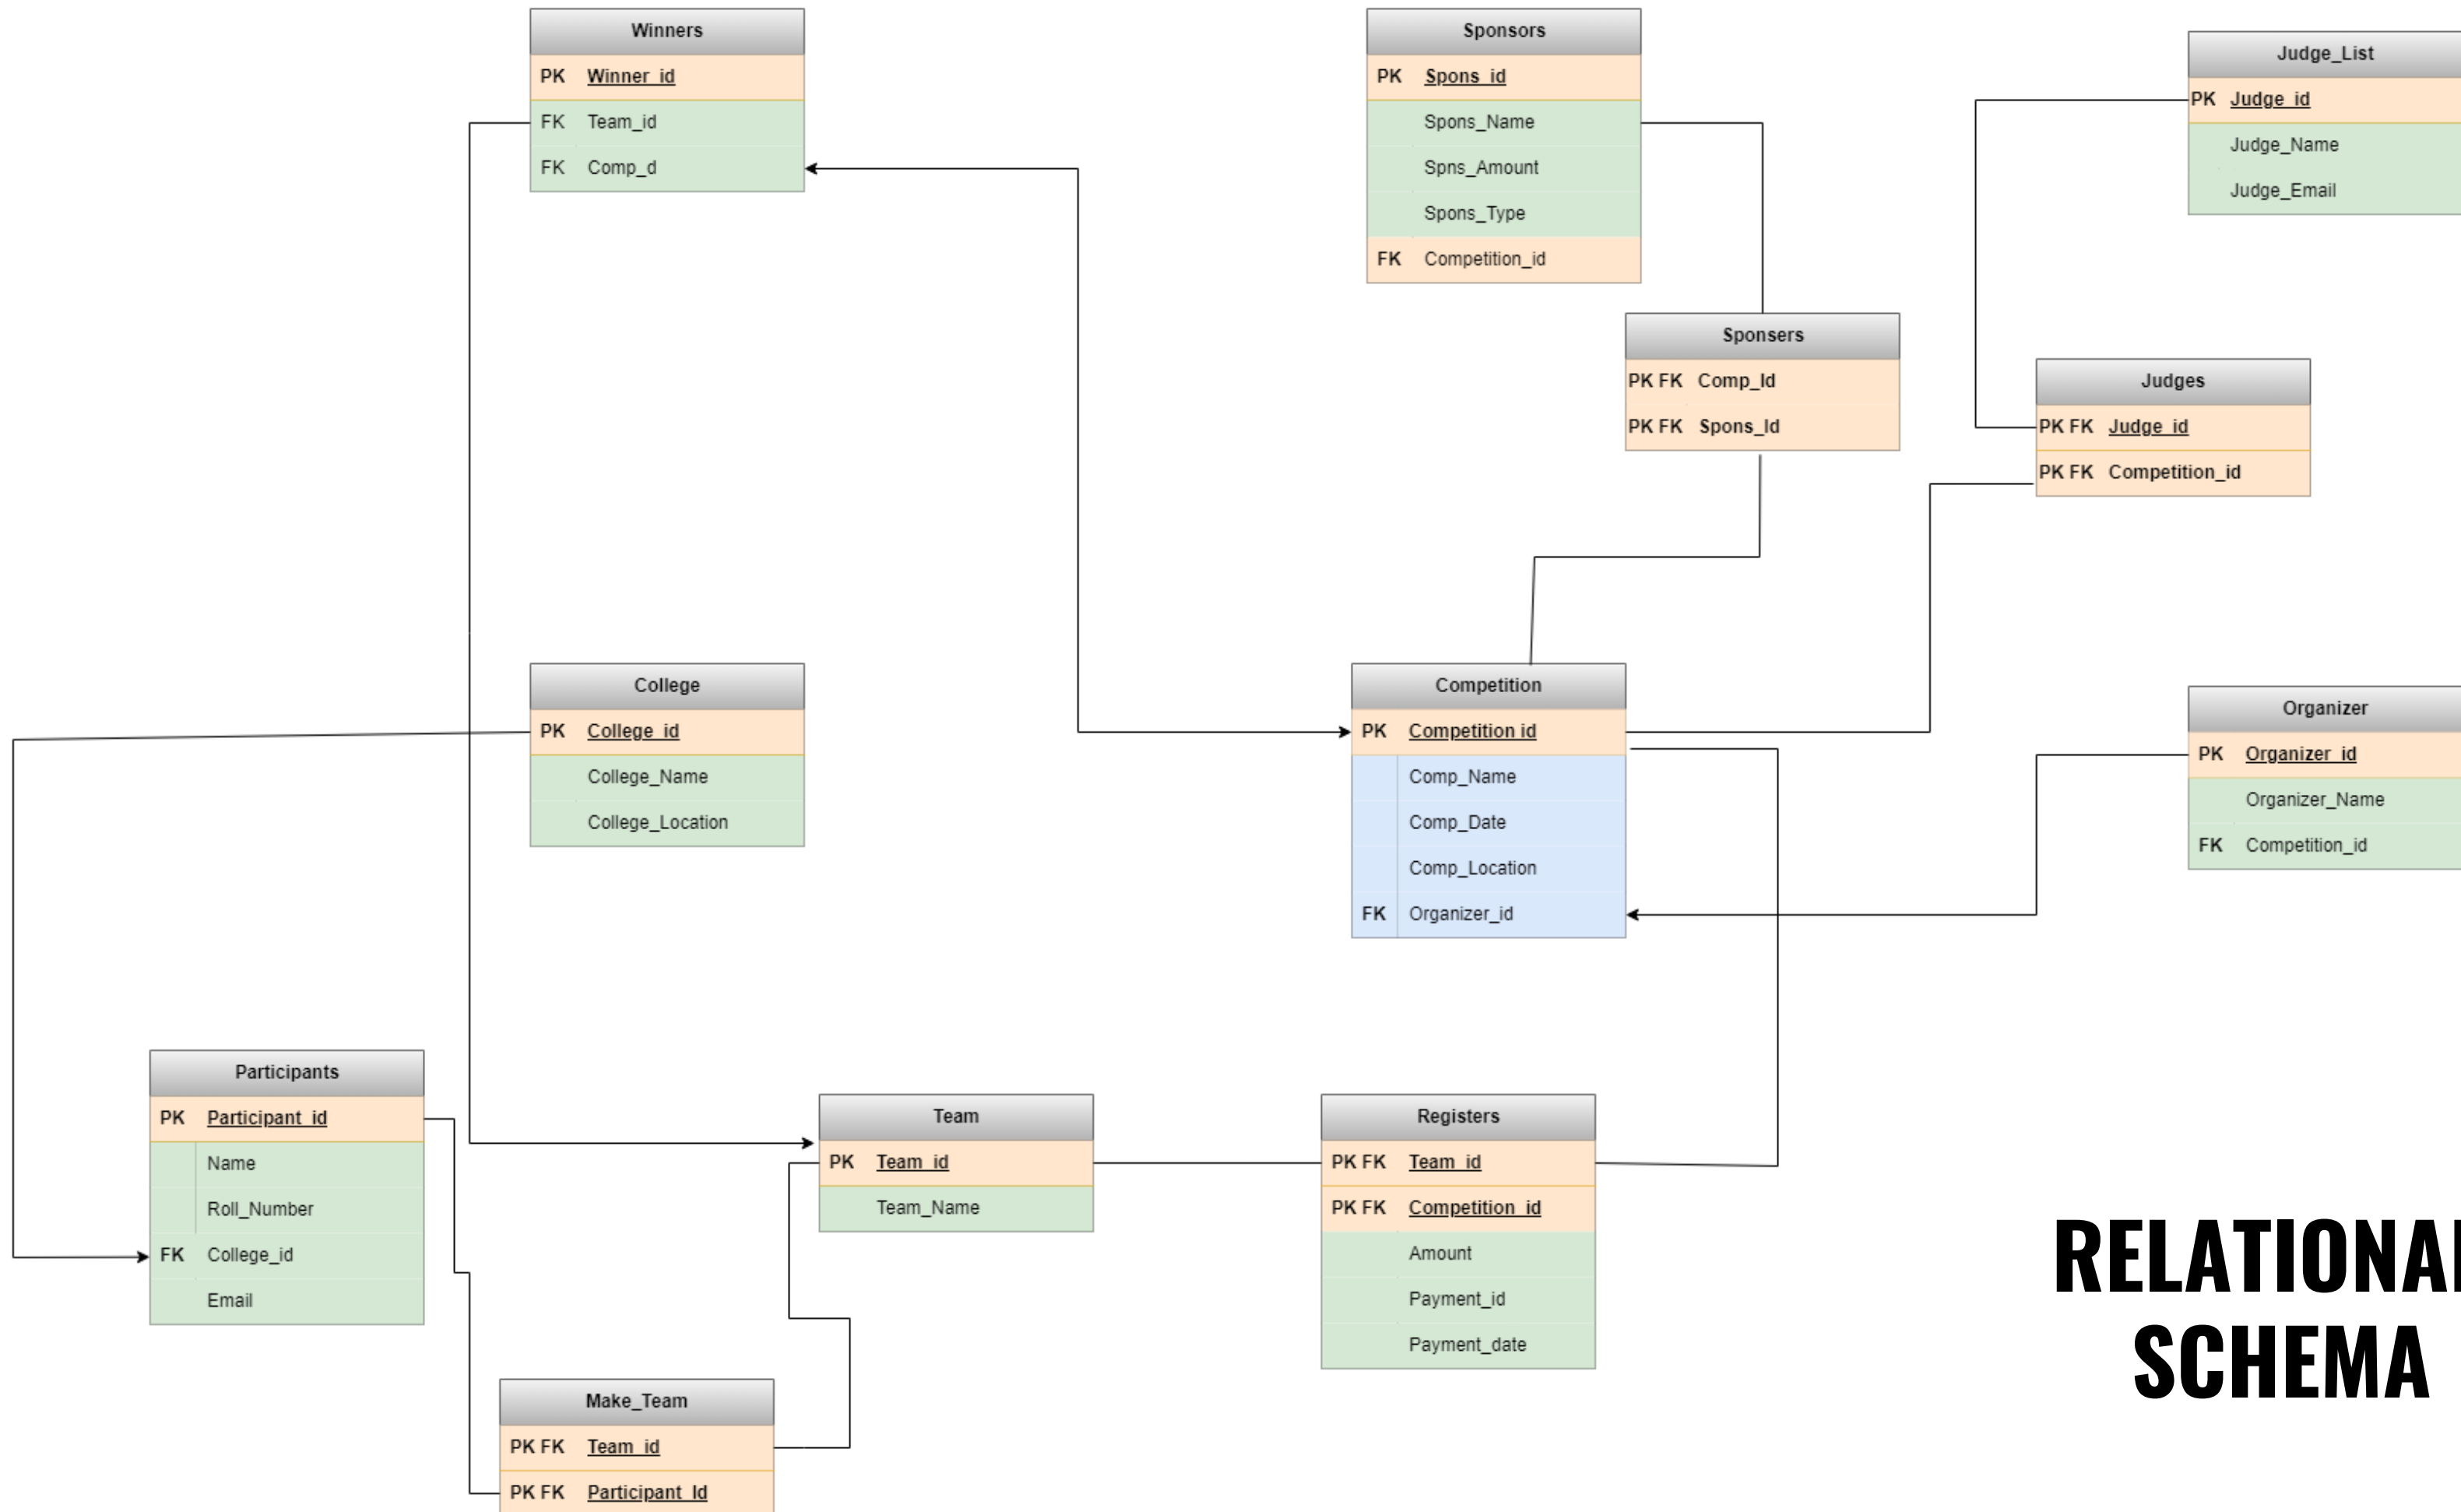 Winners
PK Winner_id
FK Team_id
FK Comp_d
Sponsors
PK Spons_id
Spons_Name
Spns_Amount
Spons_Type
FK Competition_id
Judge_List
PK Judge_id
Judge_Name
Judge_Email
Sponsers
PK FK Comp_Id
PK FK Spons_Id
Judges
PK FK Judge_id
PK FK Competition_id
College
PK College_id
College_Name
College_Location
Competition
PK Competition id
Comp_Name
Comp_Date
Comp_Location
FK Organizer_id
Organizer
PK Organizer_id
Organizer_Name
FK Competition_id
Participants
PK Participant_id
Name
Roll_Number
FK College_id
Email
Team
PK Team_id
Team_Name
Registers
PK FK Team_id
PK FK Competition_id
Amount
Payment_id
Payment_date
Make_Team
PK FK Team_id
PK FK Participant_Id
RELATIONAL
SCHEMA